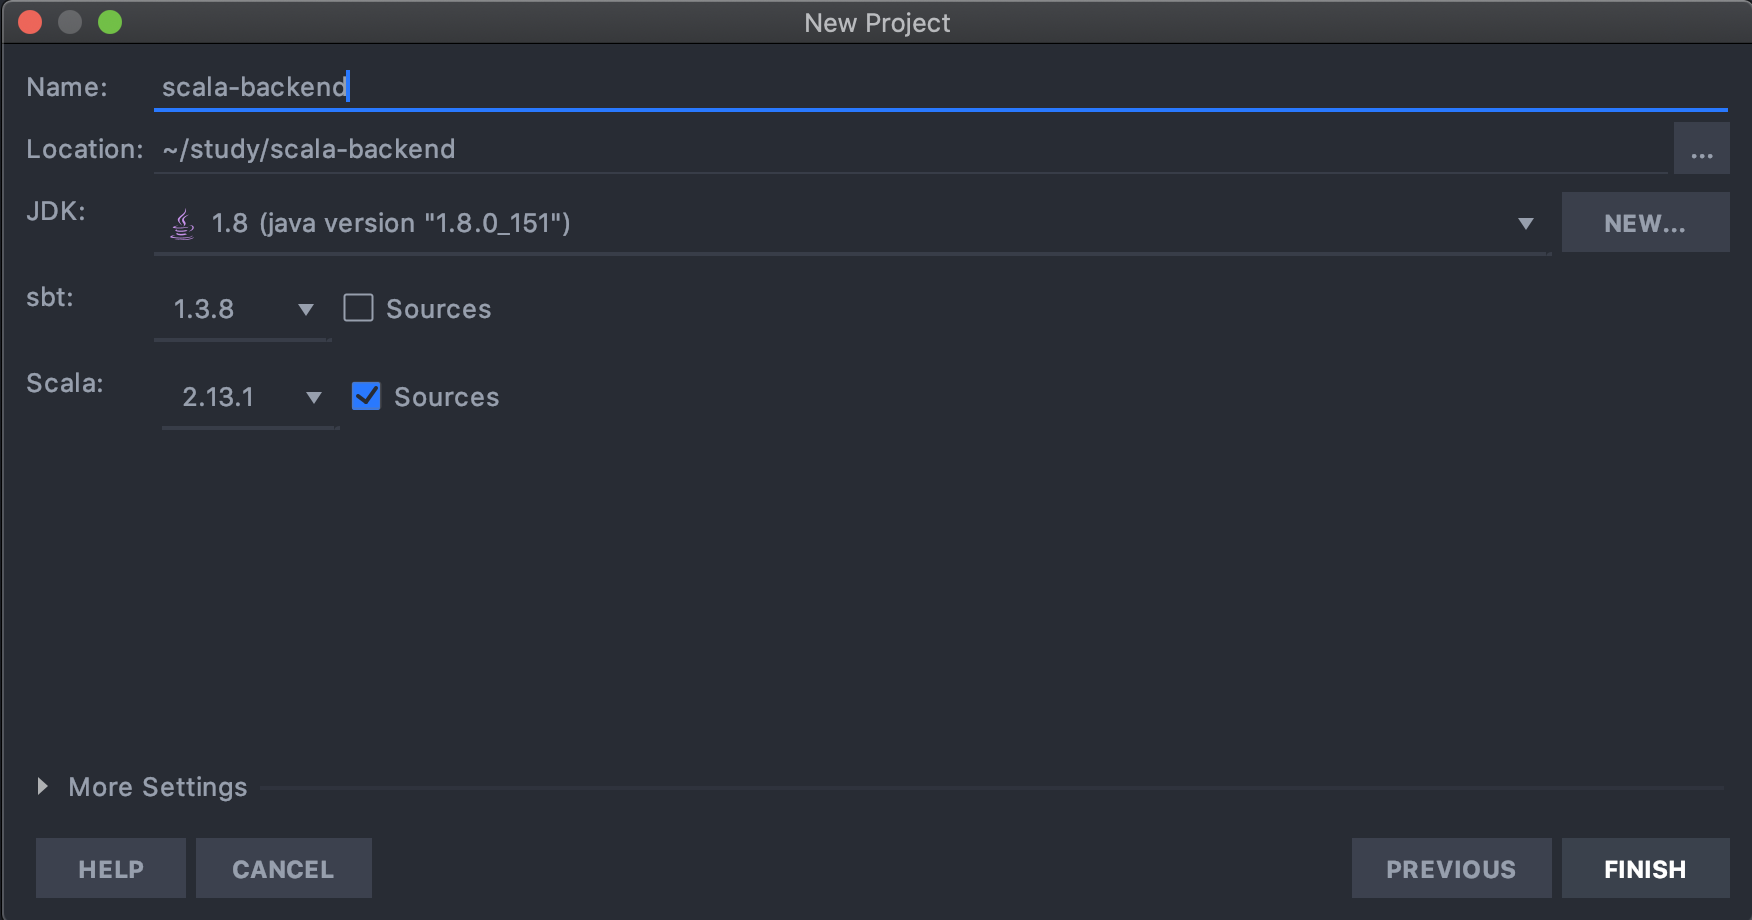 New Project
Name: scala-backend
Location: ~/study/scala-backend ...
JDK: 1.8 (java version "1.8.0_151") NEW...
sbt: 1.3.8 Sources
Scala: 2.13.1 Sources
More Settings
HELP CANCEL PREVIOUS FINISH